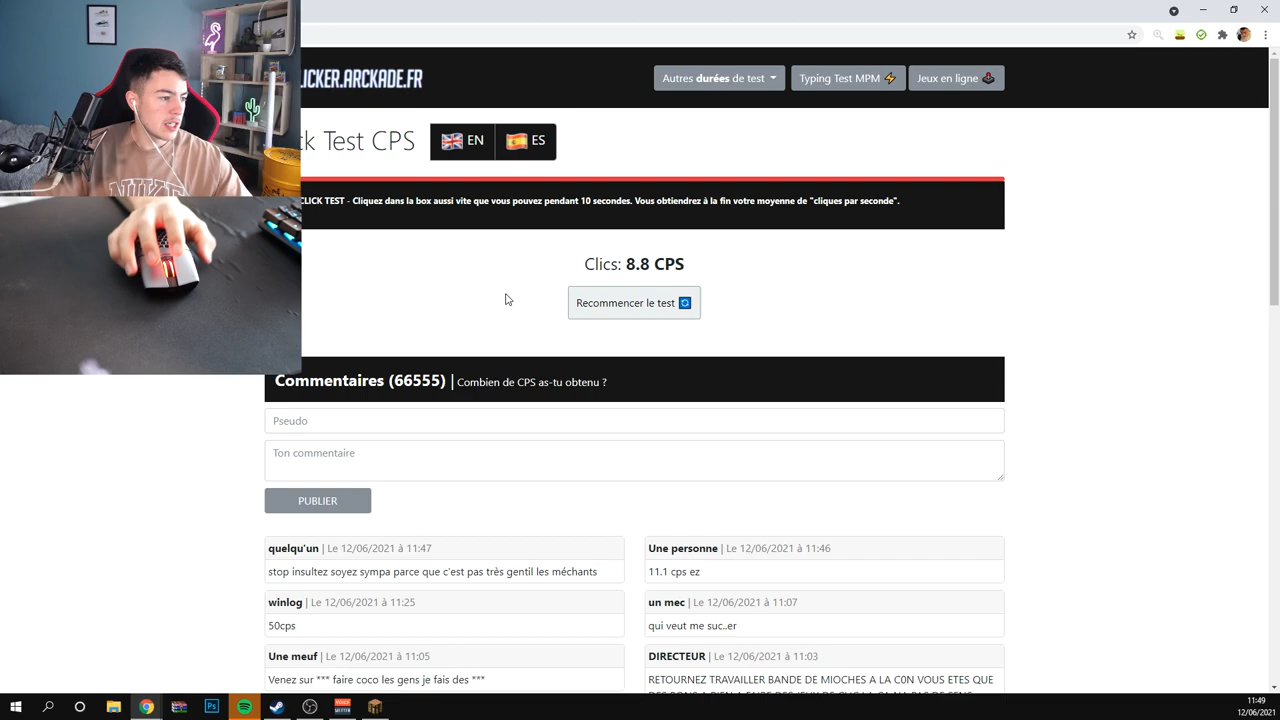 ICKER.ARCKADE.FR
Autres durées de test
Typing Test MPM ⚡
Jeux en ligne 🕹
ck Test CPS
EN
ES
CLICK TEST - Cliquez dans la box aussi vite que vous pouvez pendant 10 secondes. Vous obtiendrez à la fin votre moyenne de "cliques par seconde".
Clics: 8.8 CPS
Recommencer le test
Commentaires (66555) | Combien de CPS as-tu obtenu ?
Pseudo
Ton commentaire
PUBLIER
quelqu'un | Le 12/06/2021 à 11:47
stop insultez soyez sympa parce que c'est pas très gentil les méchants
Une personne | Le 12/06/2021 à 11:46
11.1 cps ez
winlog | Le 12/06/2021 à 11:25
50cps
un mec | Le 12/06/2021 à 11:07
qui veut me suc..er
Une meuf | Le 12/06/2021 à 11:05
Venez sur *** faire coco les gens je fais des ***
DIRECTEUR | Le 12/06/2021 à 11:03
RETOURNEZ TRAVAILLER BANDE DE MIOCHES A LA C0N VOUS ETES QUE
11:49
12/06/2021